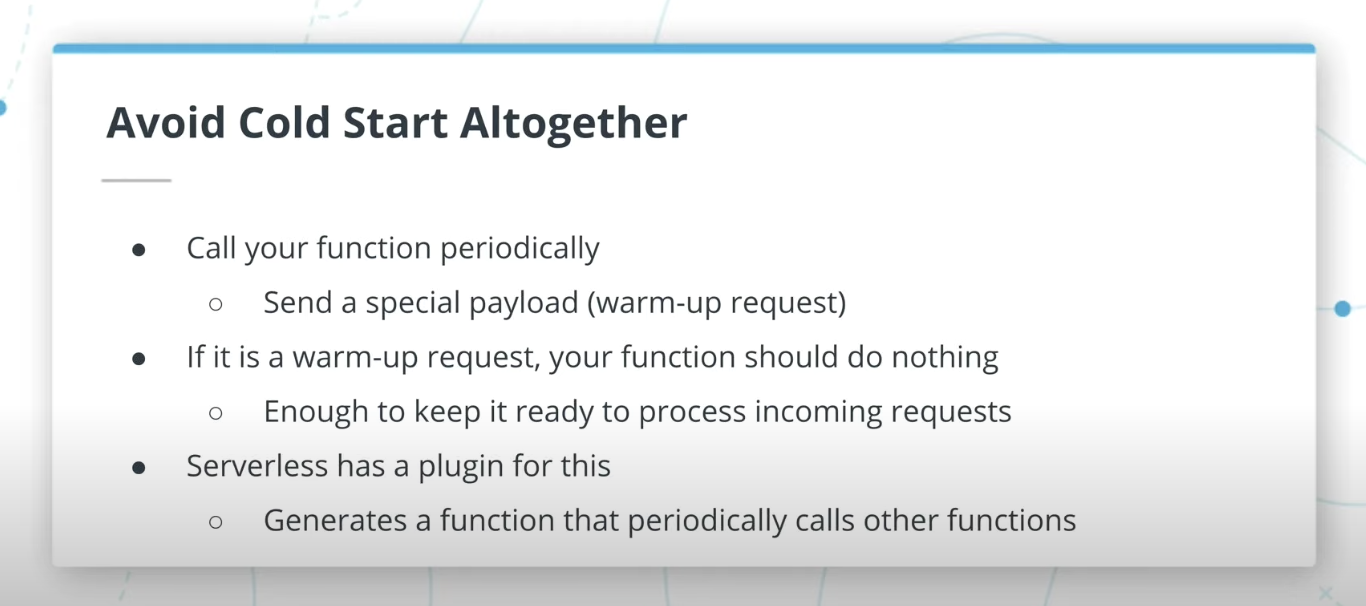 Avoid Cold Start Altogether
● Call your function periodically
○ Send a special payload (warm-up request)
● If it is a warm-up request, your function should do nothing
○ Enough to keep it ready to process incoming requests
● Serverless has a plugin for this
○ Generates a function that periodically calls other functions